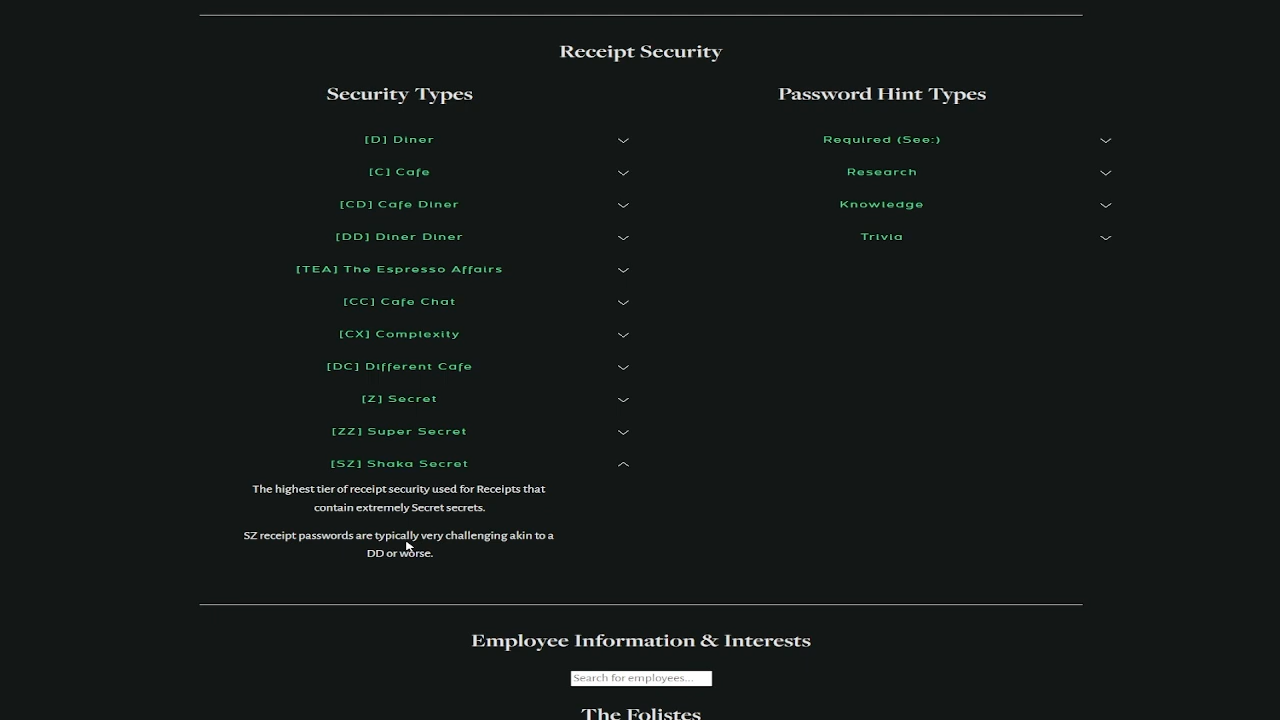 Receipt Security
Security Types
[D] Diner
[C] Cafe
[CD] Cafe Diner
[DD] Diner Diner
[TEA] The Espresso Affairs
[CC] Cafe Chat
[CX] Complexity
[DC] Different Cafe
[Z] Secret
[ZZ] Super Secret
[SZ] Shaka Secret
The highest tier of receipt security used for Receipts that
contain extremely Secret secrets.
SZ receipt passwords are typically very challenging akin to a
DD or worse.
Password Hint Types
Required (See:)
Research
Knowledge
Trivia
Employee Information & Interests
Search for employees...
The Folistes